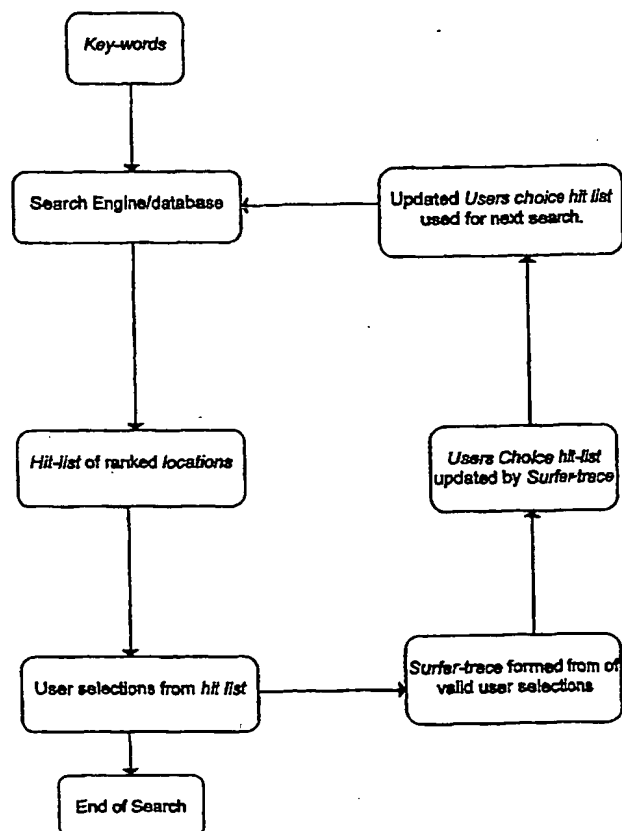 Key-words
Search Engine/database
Updated Users choice hit list
used for next search.
Hit-list of ranked locations
Users Choice hit-list
updated by Surfer-trace
User selections from hit list
Surfer-trace formed from of
valid user selections
End of Search